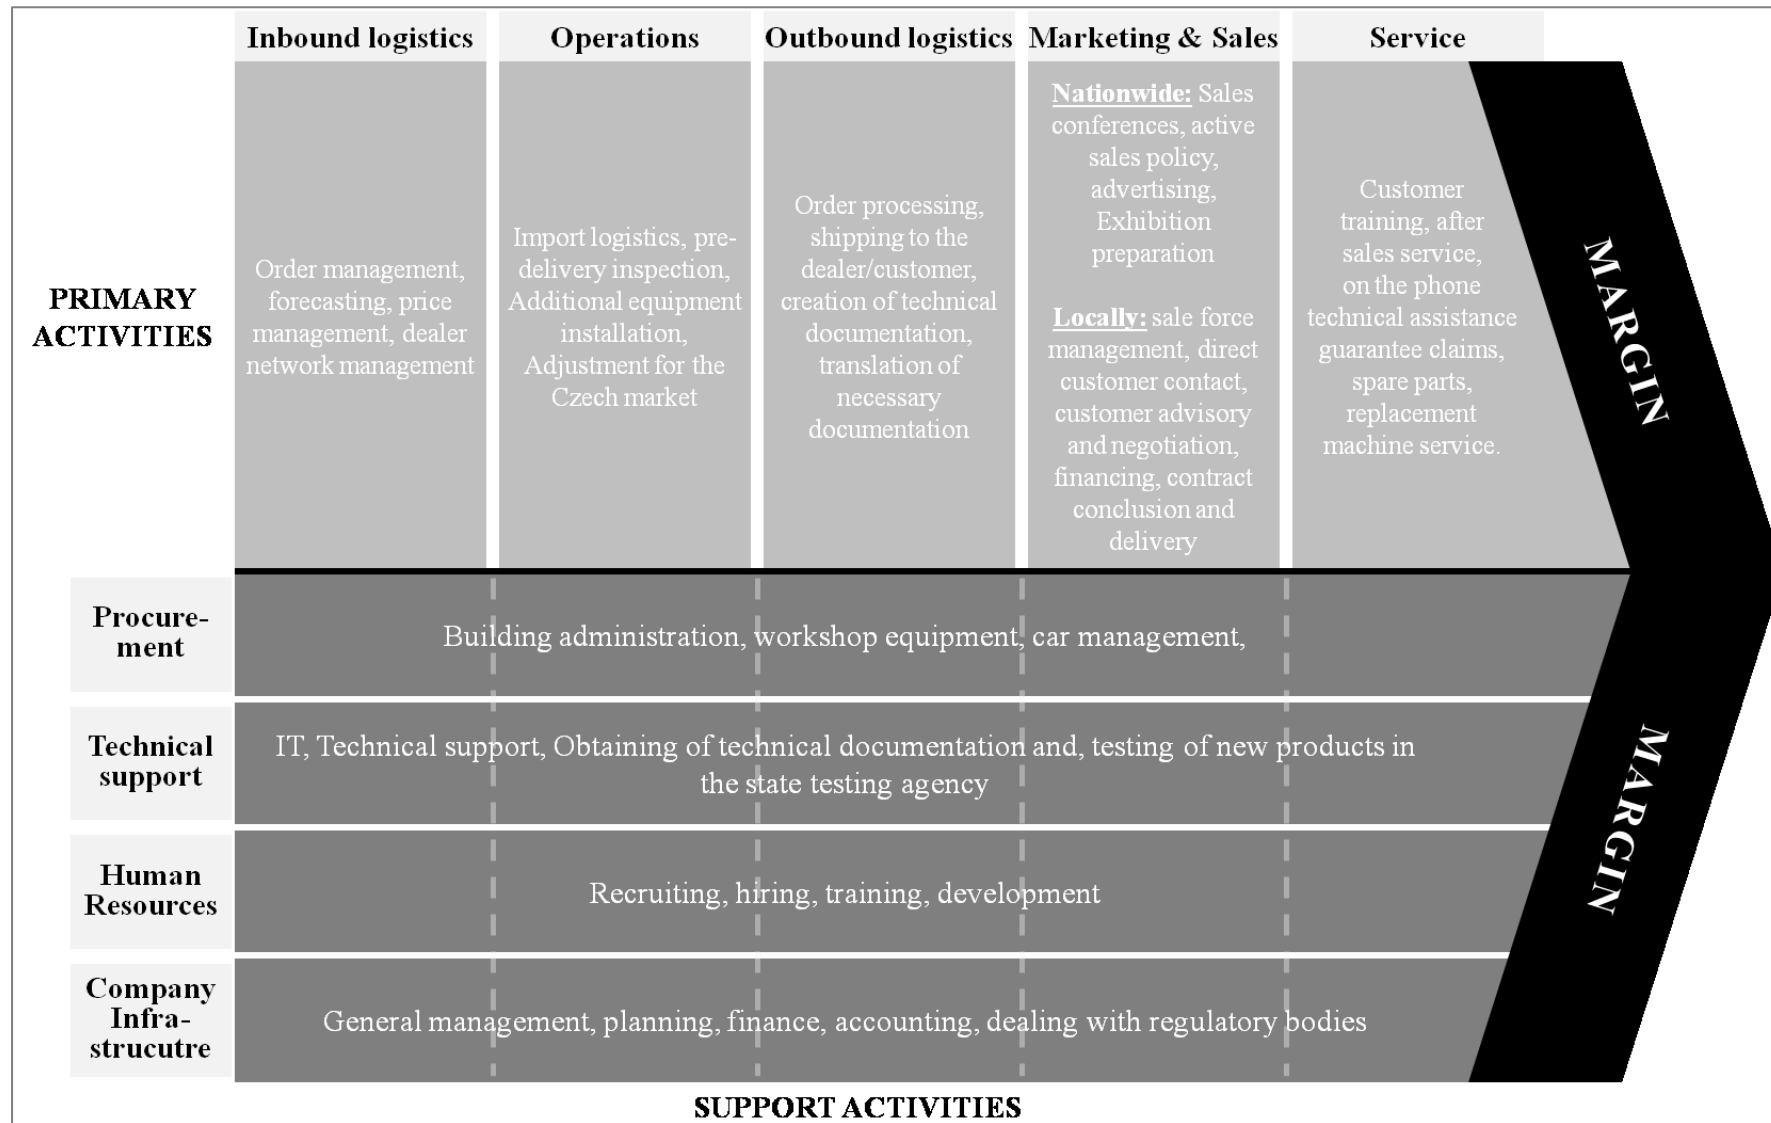 Inbound logistics
Operations
Outbound logistics
Marketing & Sales
Service
PRIMARY
ACTIVITIES
Order management,
forecasting, price
management, dealer
network management
Import logistics, pre-
delivery inspection,
Additional equipment
installation,
Adjustment for the
Czech market
Order processing,
shipping to the
dealer/customer,
creation of technical
documentation,
translation of
necessary
documentation
Nationwide: Sales
conferences, active
sales policy,
advertising,
Exhibition
preparation
Locally: sale force
management, direct
customer contact,
customer advisory
and negotiation,
financing, contract
conclusion and
delivery
Customer
training, after
sales service,
on the phone
technical assistance
guarantee claims,
spare parts,
replacement
machine service.
MARGIN
Procure-
ment
Building administration, workshop equipment, car management,
Technical
support
IT, Technical support, Obtaining of technical documentation and, testing of new products in
the state testing agency
Human
Resources
Recruiting, hiring, training, development
Company
Infra-
strucutre
General management, planning, finance, accounting, dealing with regulatory bodies
MARGIN
SUPPORT ACTIVITIES